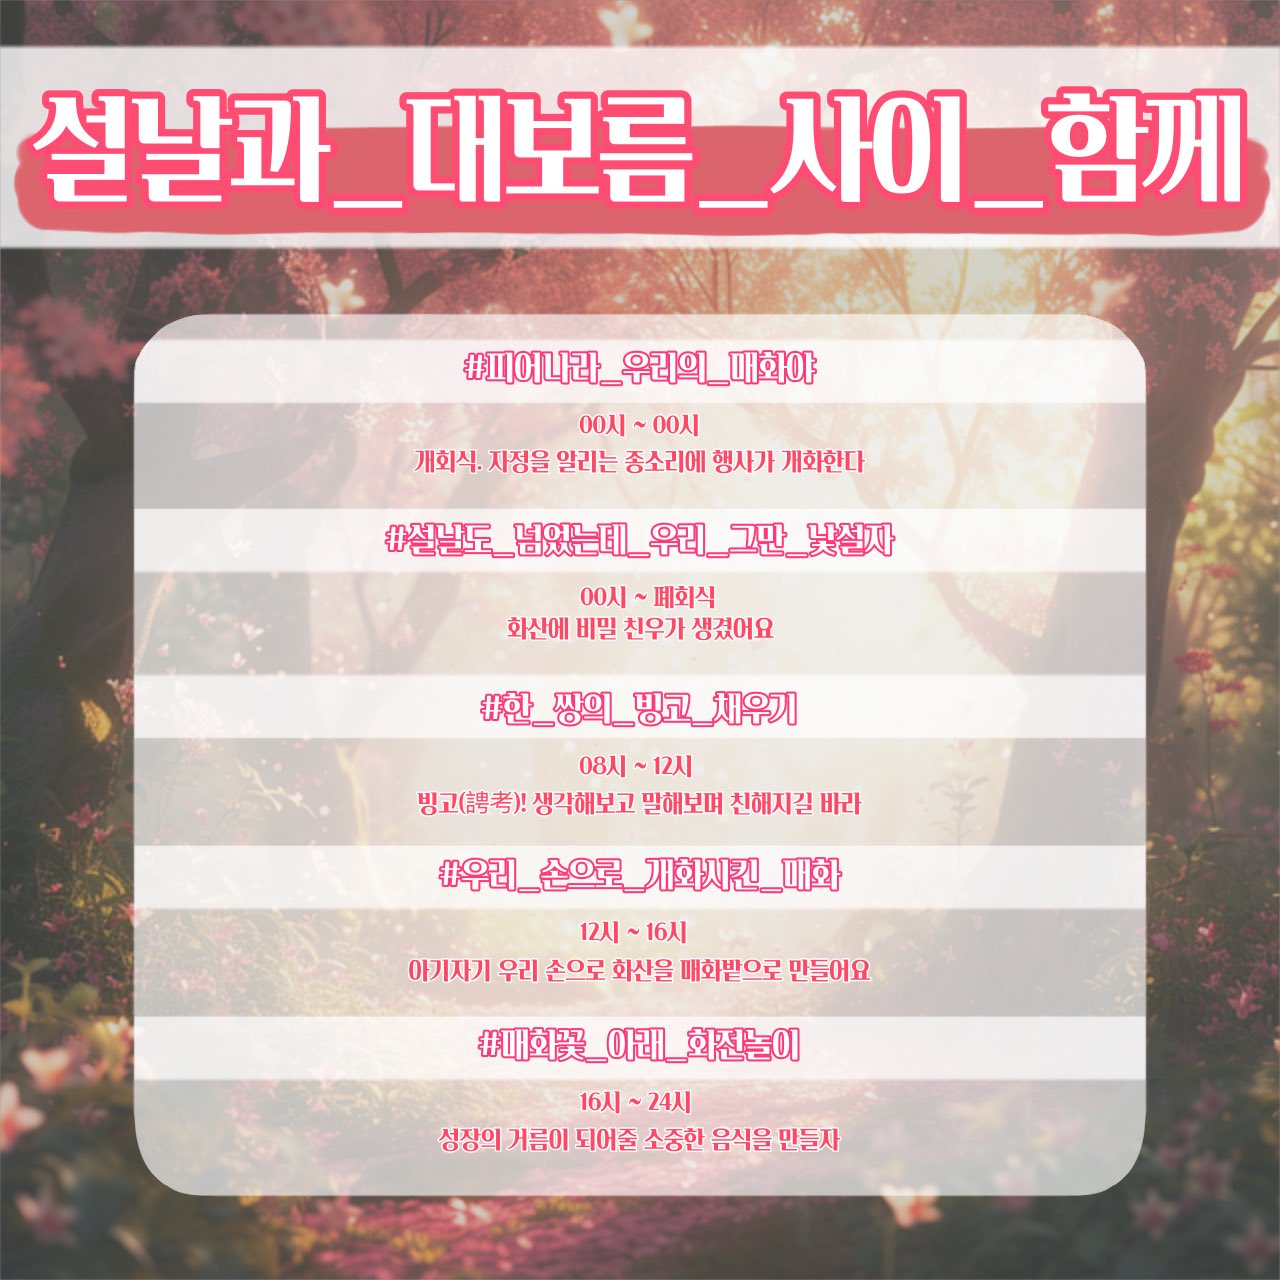 설날과_대보름_사이_함께
#피어나라_우리의_매화야
00시 ~ 00시
개회식. 자정을 알리는 종소리에 행사가 개화한다
#설날도_넘었는데_우리_그만_낯설자
00시 ~ 폐회식
화산에 비밀 친우가 생겼어요
#한_쌍의_빙고_채우기
08시 ~ 12시
빙고(聘考)! 생각해보고 말해보며 친해지길 바라
#우리_손으로_개화시킨_매화
12시 ~ 16시
아기자기 우리 손으로 화산을 매화밭으로 만들어요
#매화꽃_아래_화전놀이
16시 ~ 24시
성장의 거름이 되어줄 소중한 음식을 만들자